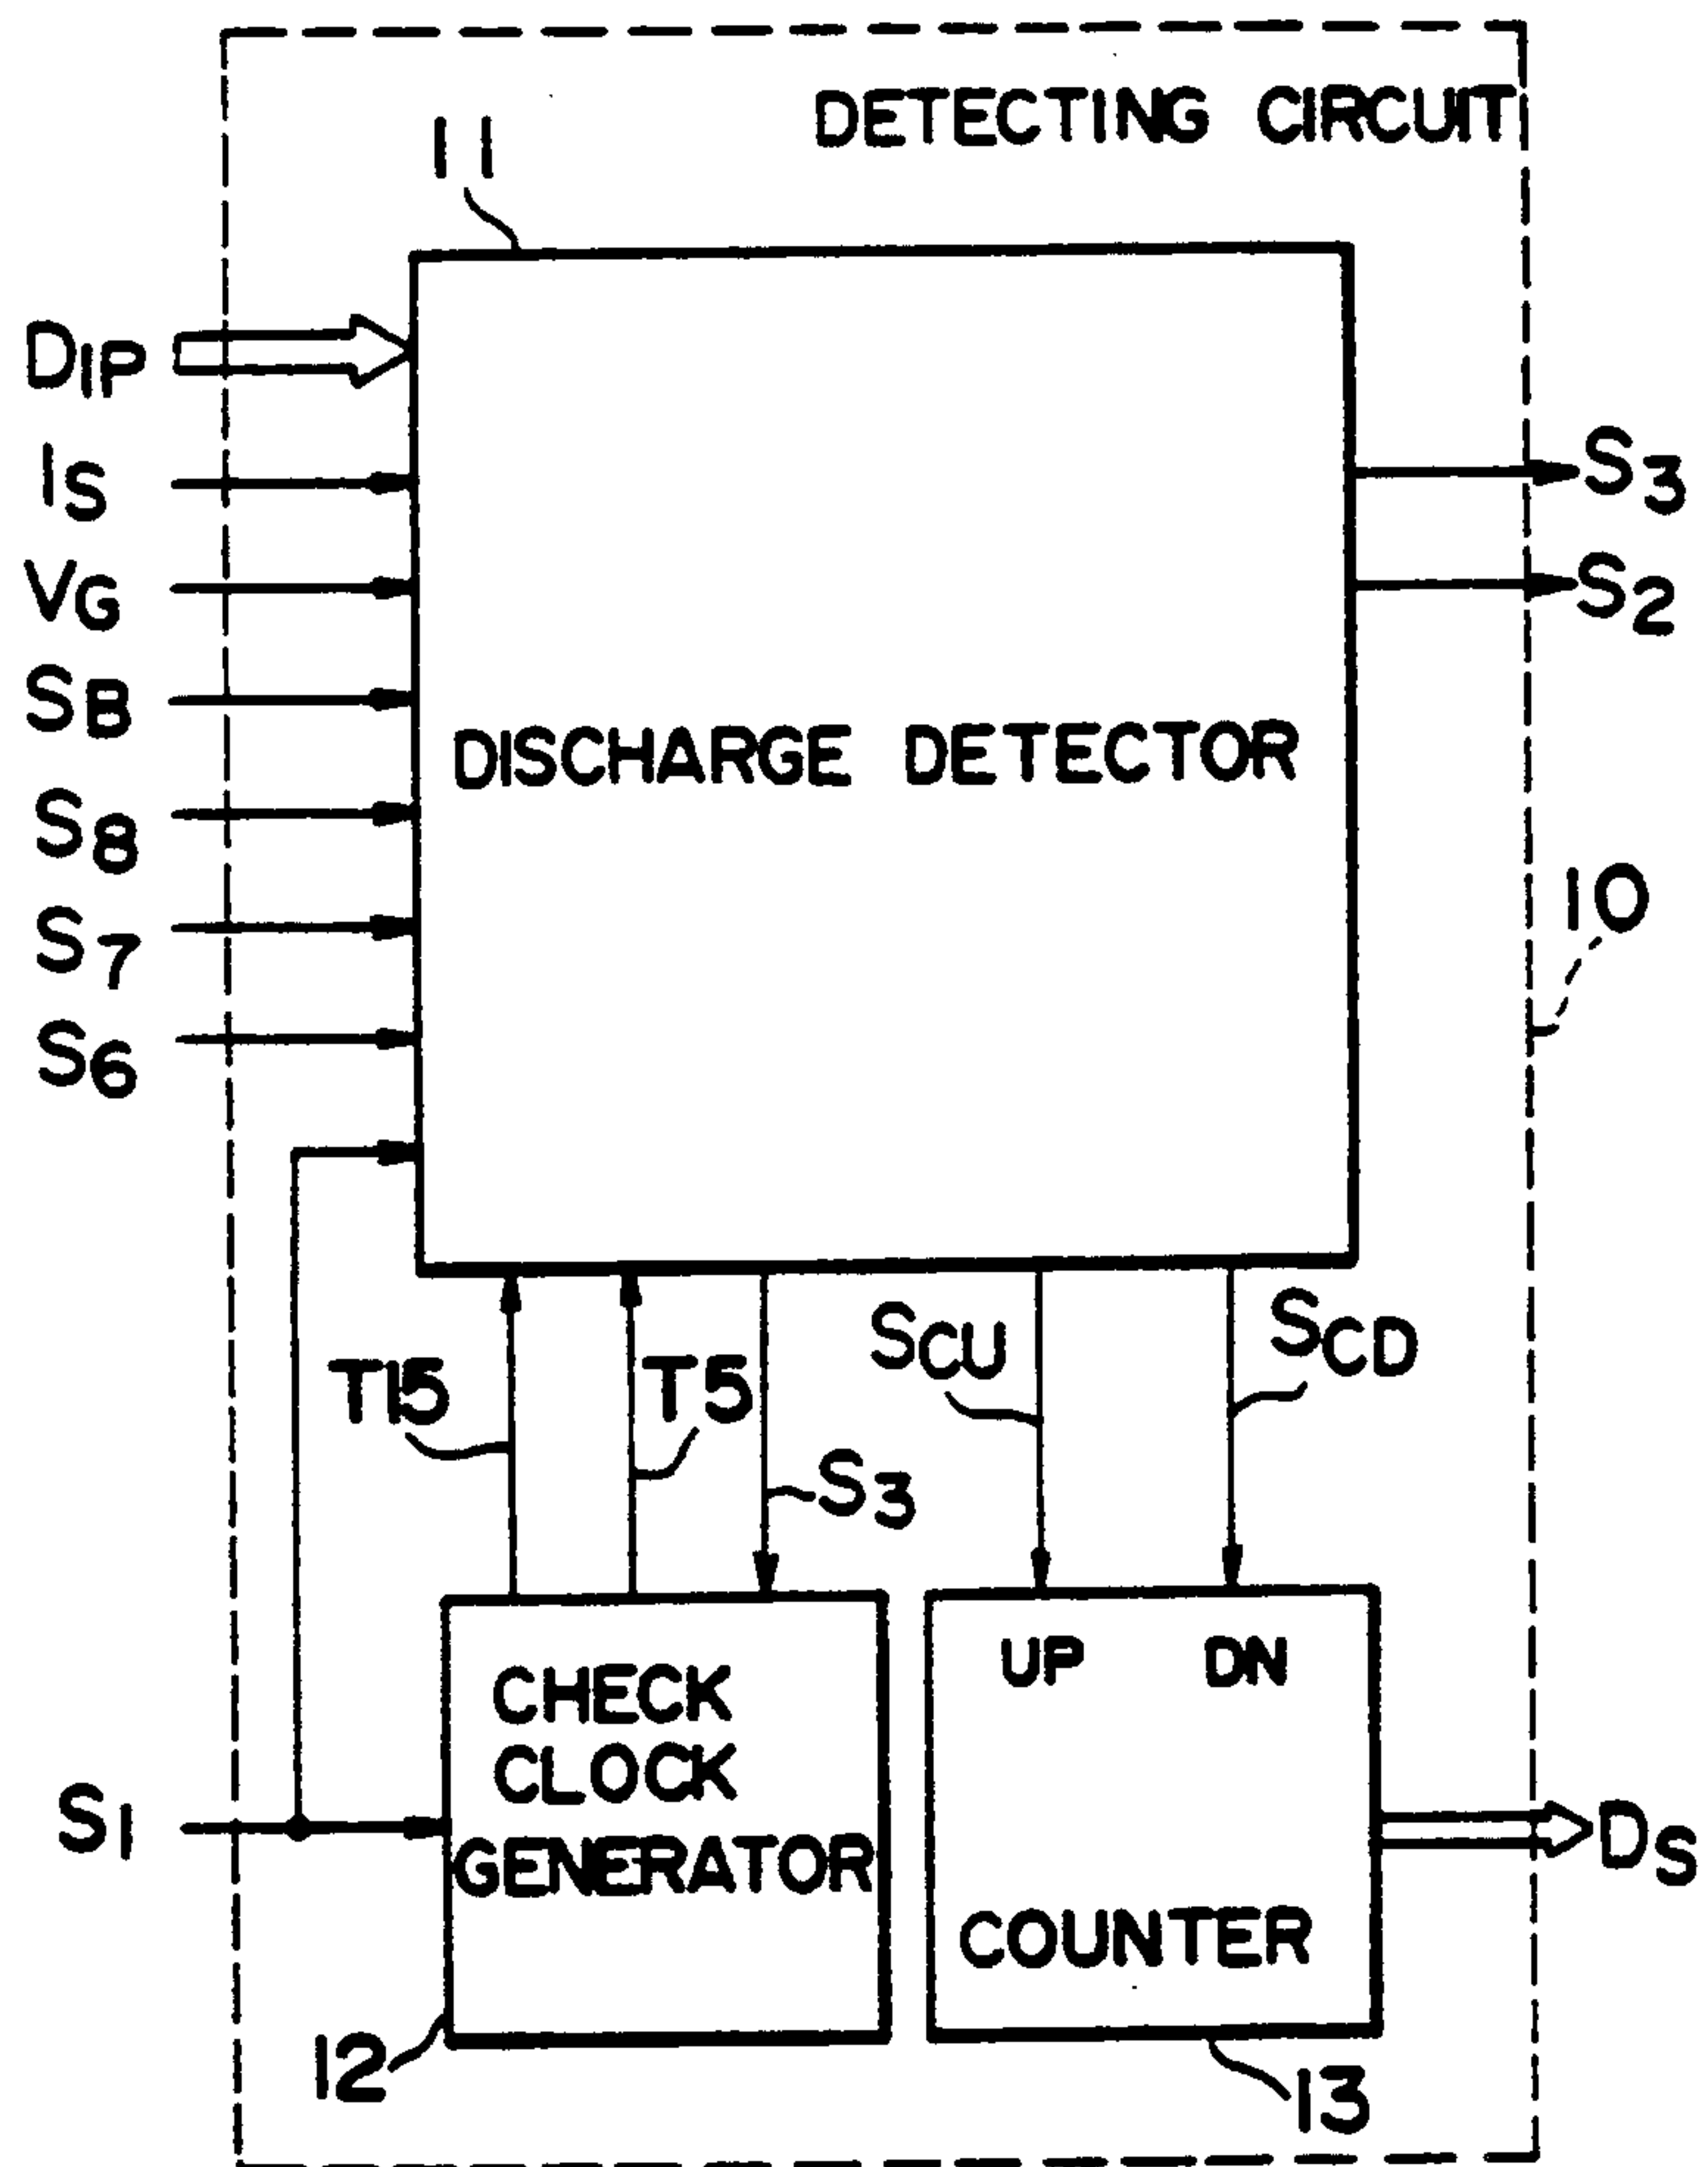 DETECTING CIRCUIT
11
DIP
IS
VG
SB
S8
S7
S6
S3
S2
DISCHARGE DETECTOR
10
T15
T5
S3
SCU
SCD
UP DN
CHECK
CLOCK
GENERATOR
COUNTER
S1
DS
12
13